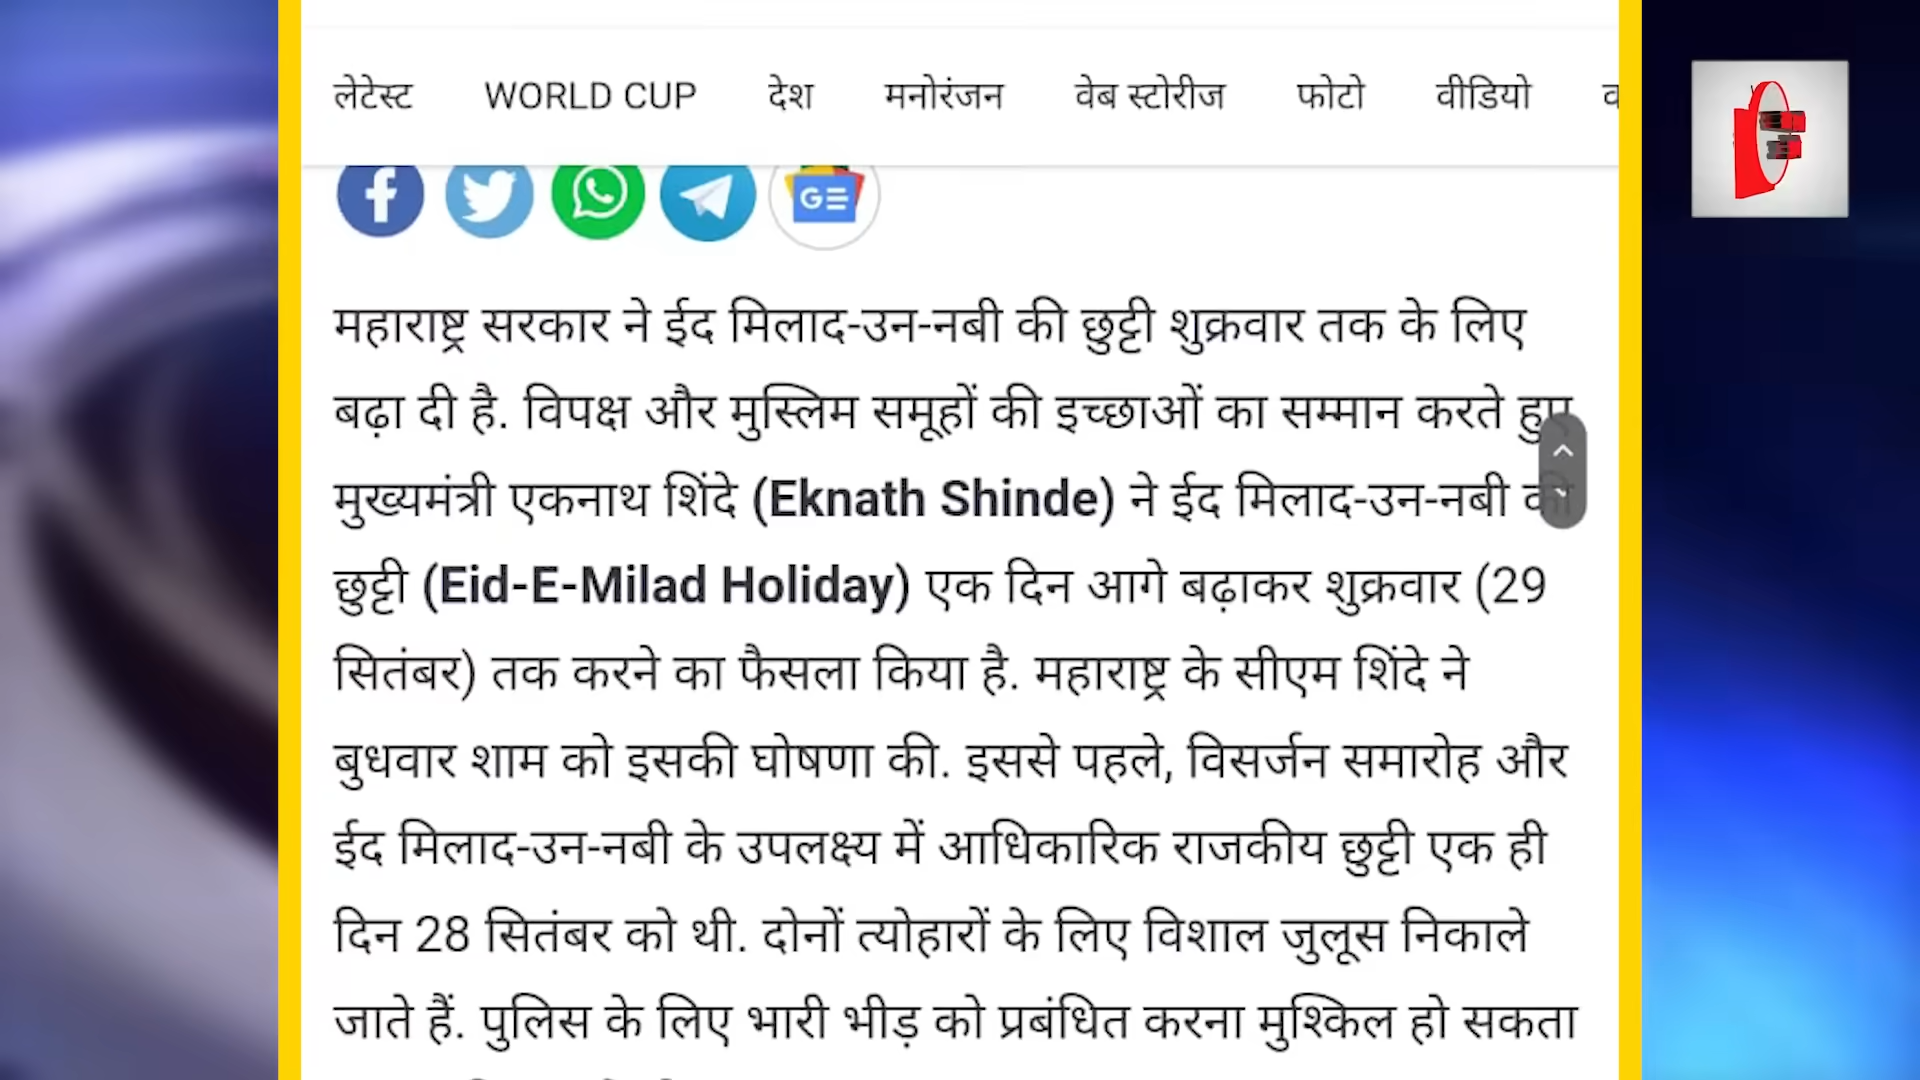 लेटेस्ट WORLD CUP देश मनोरंजन वेब स्टोरीज फोटो वीडियो
महाराष्ट्र सरकार ने ईद मिलाद-उन-नबी की छुट्टी शुक्रवार तक के लिए
बढ़ा दी है. विपक्ष और मुस्लिम समूहों की इच्छाओं का सम्मान करते हुए
मुख्यमंत्री एकनाथ शिंदे (Eknath Shinde) ने ईद मिलाद-उन-नबी की
छुट्टी (Eid-E-Milad Holiday) एक दिन आगे बढ़ाकर शुक्रवार (29
सितंबर) तक करने का फैसला किया है. महाराष्ट्र के सीएम शिंदे ने
बुधवार शाम को इसकी घोषणा की. इससे पहले, विसर्जन समारोह और
ईद मिलाद-उन-नबी के उपलक्ष्य में आधिकारिक राजकीय छुट्टी एक ही
दिन 28 सितंबर को थी. दोनों त्योहारों के लिए विशाल जुलूस निकाले
जाते हैं. पुलिस के लिए भारी भीड़ को प्रबंधित करना मुश्किल हो सकता